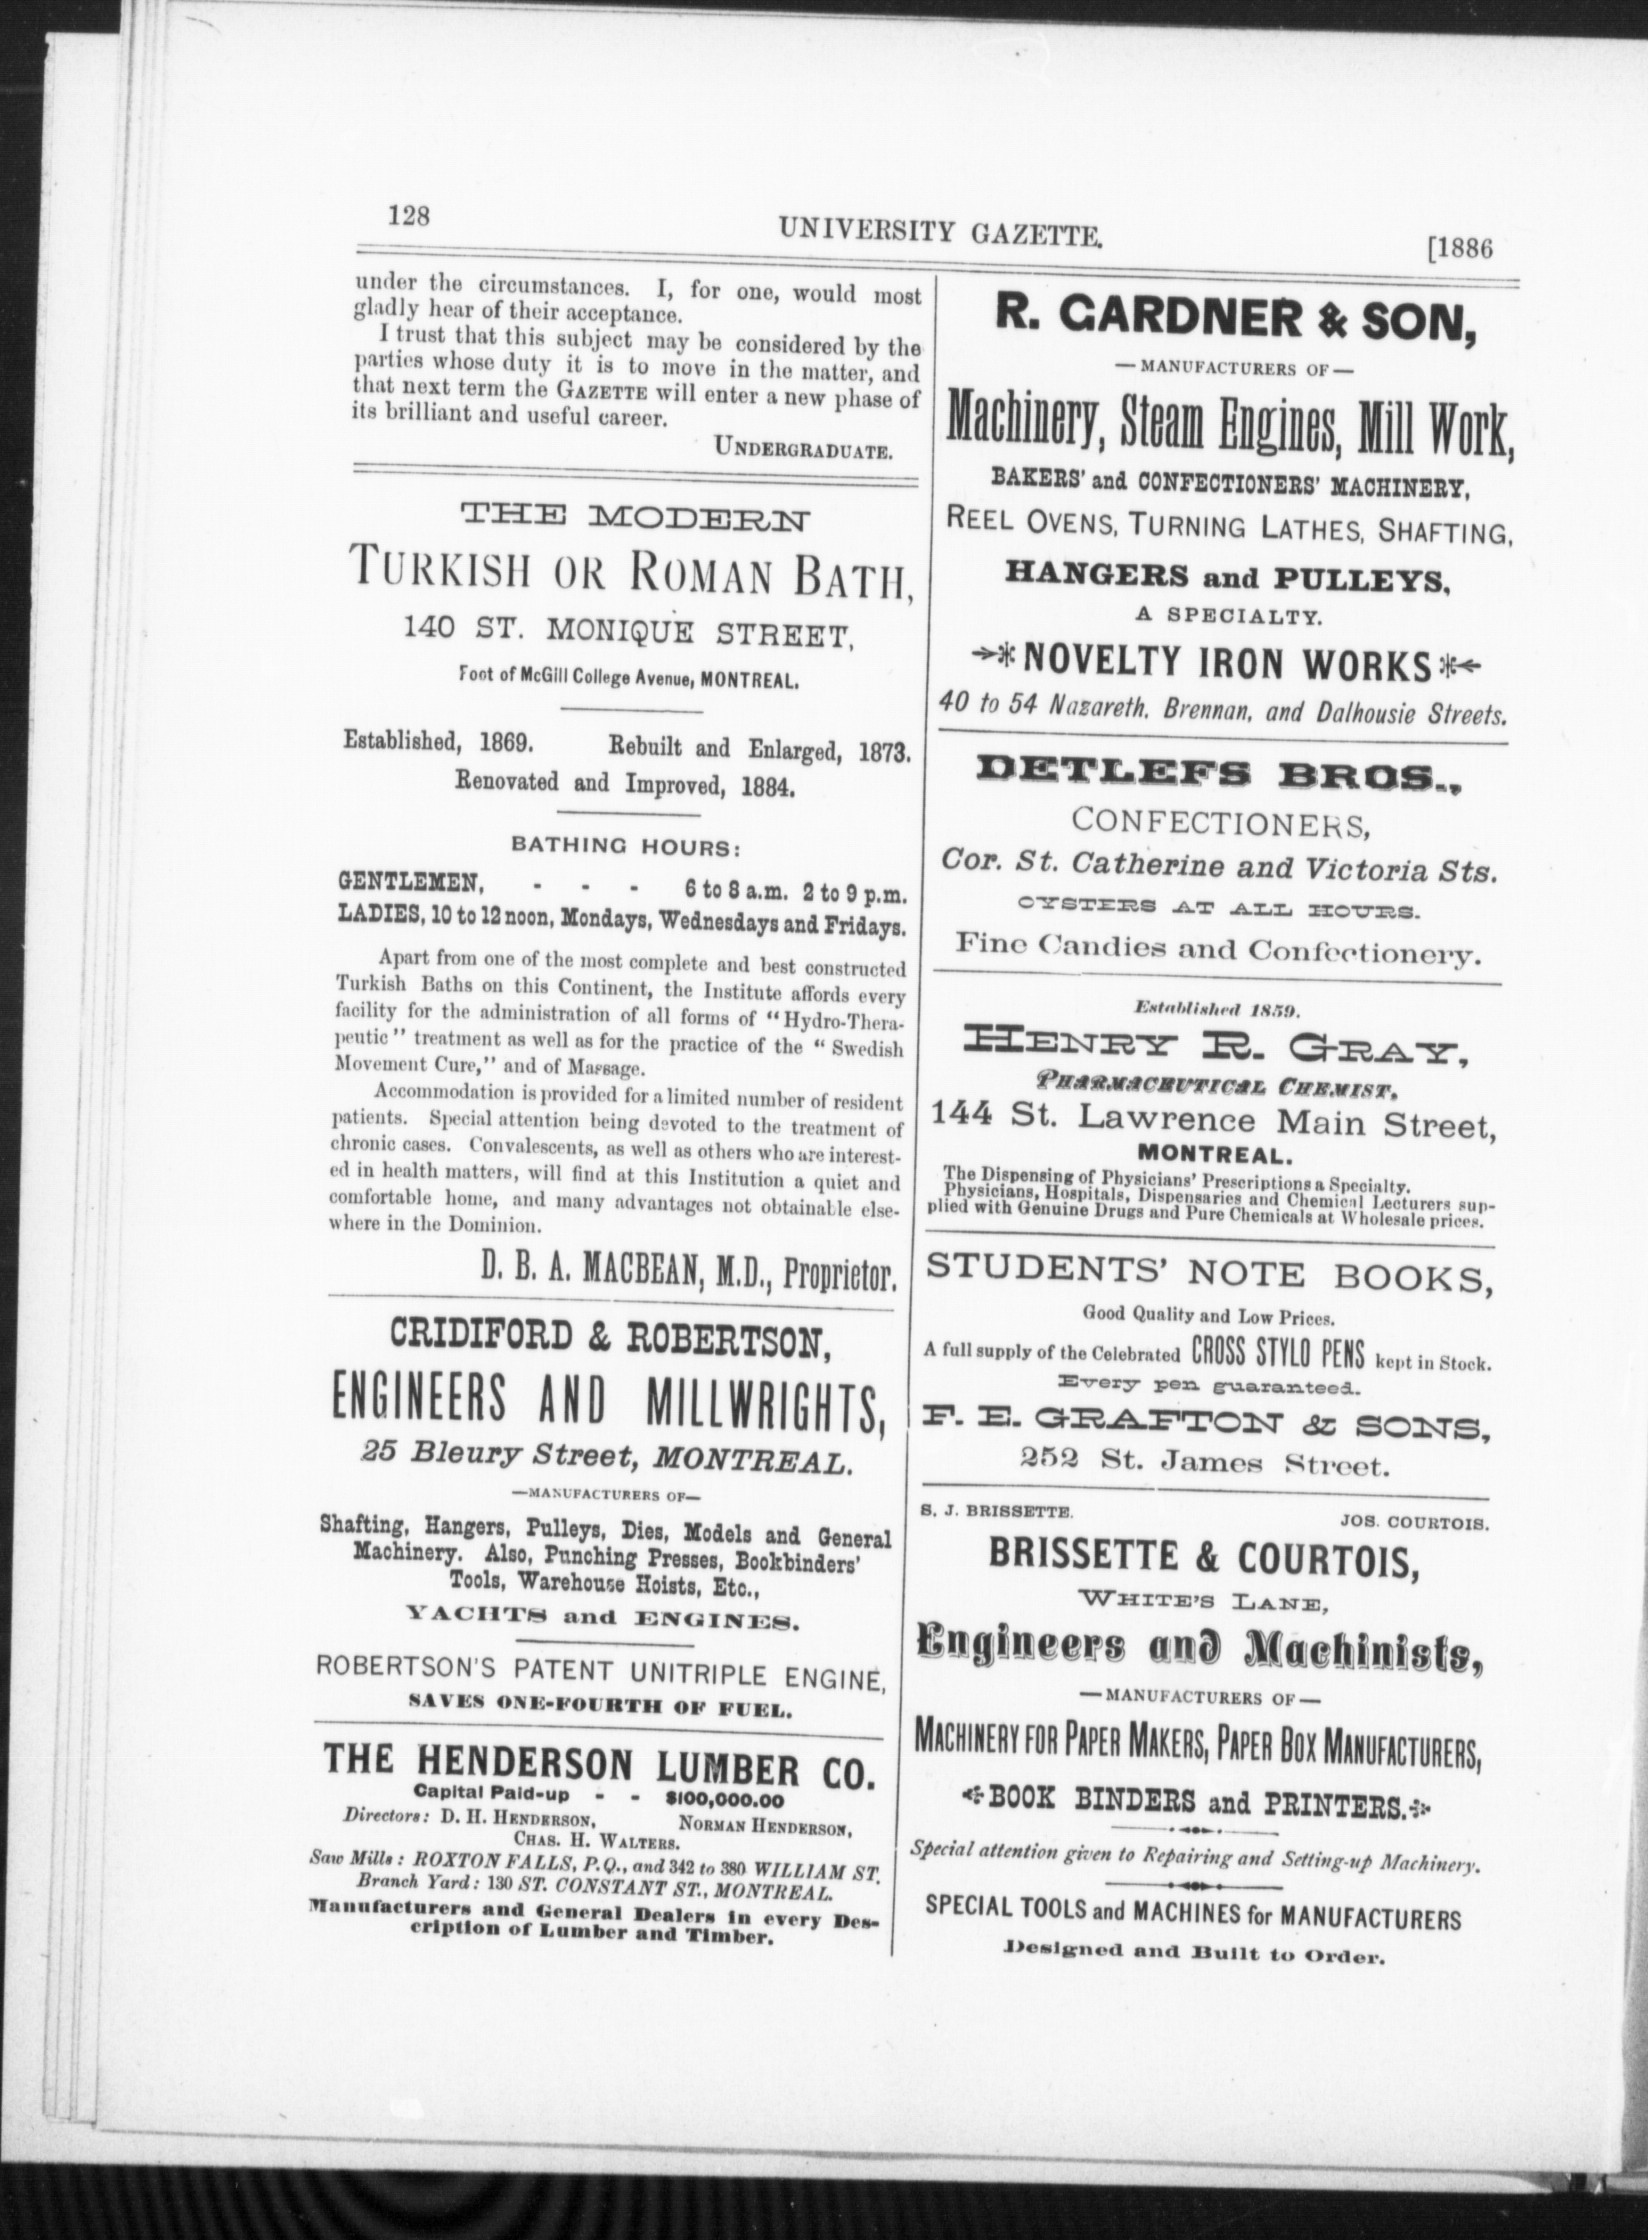 128
UNIVERSITY GAZETTE.
[1886
under the circumstances. I, for one, would most
gladly hear of their acceptance.
I trust that this subject may be considered by the
parties whose duty it is to move in the matter, and
that next term the GAZETTE will enter a new phase of
its brilliant and useful career.
UNDERGRADUATE.
THE MODERN
TURKISH OR ROMAN BATH,
140 ST. MONIQUE STREET,
Foot of McGill College Avenue, MONTREAL.
Established, 1869. Rebuilt and Enlarged, 1873.
Renovated and Improved, 1884.
BATHING HOURS:
GENTLEMEN, - - - 6 to 8 a.m. 2 to 9 p.m.
LADIES, 10 to 12 noon, Mondays, Wednesdays and Fridays.
Apart from one of the most complete and best constructed
Turkish Baths on this Continent, the Institute affords every
facility for the administration of all forms of "Hydro-Thera-
peutic" treatment as well as for the practice of the "Swedish
Movement Cure," and of Massage.
Accommodation is provided for a limited number of resident
patients. Special attention being devoted to the treatment of
chronic cases. Convalescents, as well as others who are interest-
ed in health matters, will find at this Institution a quiet and
comfortable home, and many advantages not obtainable else-
where in the Dominion.
D. B. A. MACBEAN, M.D., Proprietor.
CRIDIFORD & ROBERTSON,
ENGINEERS AND MILLWRIGHTS,
25 Bleury Street, MONTREAL.
—MANUFACTURERS OF—
Shafting, Hangers, Pulleys, Dies, Models and General
Machinery. Also, Punching Presses, Bookbinders'
Tools, Warehouse Hoists, Etc.,
YACHTS and ENGINES.
ROBERTSON'S PATENT UNITRIPLE ENGINE,
SAVES ONE-FOURTH OF FUEL.
THE HENDERSON LUMBER CO.
Capital Paid-up - - $100,000.00
Directors: D. H. HENDERSON, NORMAN HENDERSON,
CHAS. H. WALTERS.
Saw Mills: ROXTON FALLS, P.Q., and 342 to 380 WILLIAM ST.
Branch Yard: 130 ST. CONSTANT ST., MONTREAL.
Manufacturers and General Dealers in every Des-
cription of Lumber and Timber.
R. GARDNER & SON,
—MANUFACTURERS OF—
Machinery, Steam Engines, Mill Work,
BAKERS' and CONFECTIONERS' MACHINERY,
REEL OVENS, TURNING LATHES, SHAFTING,
HANGERS and PULLEYS,
A SPECIALTY.
NOVELTY IRON WORKS
40 to 54 Nazareth, Brennan, and Dalhousie Streets.
DETLEFS BROS.,
CONFECTIONERS,
Cor. St. Catherine and Victoria Sts.
OYSTERS AT ALL HOURS.
Fine Candies and Confectionery.
Established 1859.
HENRY R. GRAY,
PHARMACEUTICAL CHEMIST,
144 St. Lawrence Main Street,
MONTREAL.
The Dispensing of Physicians' Prescriptions a Specialty.
Physicians, Hospitals, Dispensaries and Chemical Lecturers sup-
plied with Genuine Drugs and Pure Chemicals at Wholesale prices.
STUDENTS' NOTE BOOKS,
Good Quality and Low Prices.
A full supply of the Celebrated CROSS STYLO PENS kept in Stock.
Every pen guaranteed.
F. E. GRAFTON & SONS,
252 St. James Street.
S. J. BRISSETTE. JOS. COURTOIS.
BRISSETTE & COURTOIS,
WHITE'S LANE,
Engineers and Machinists,
—MANUFACTURERS OF—
MACHINERY FOR PAPER MAKERS, PAPER BOX MANUFACTURERS,
BOOK BINDERS and PRINTERS.
Special attention given to Repairing and Setting-up Machinery.
SPECIAL TOOLS and MACHINES for MANUFACTURERS
Designed and Built to Order.